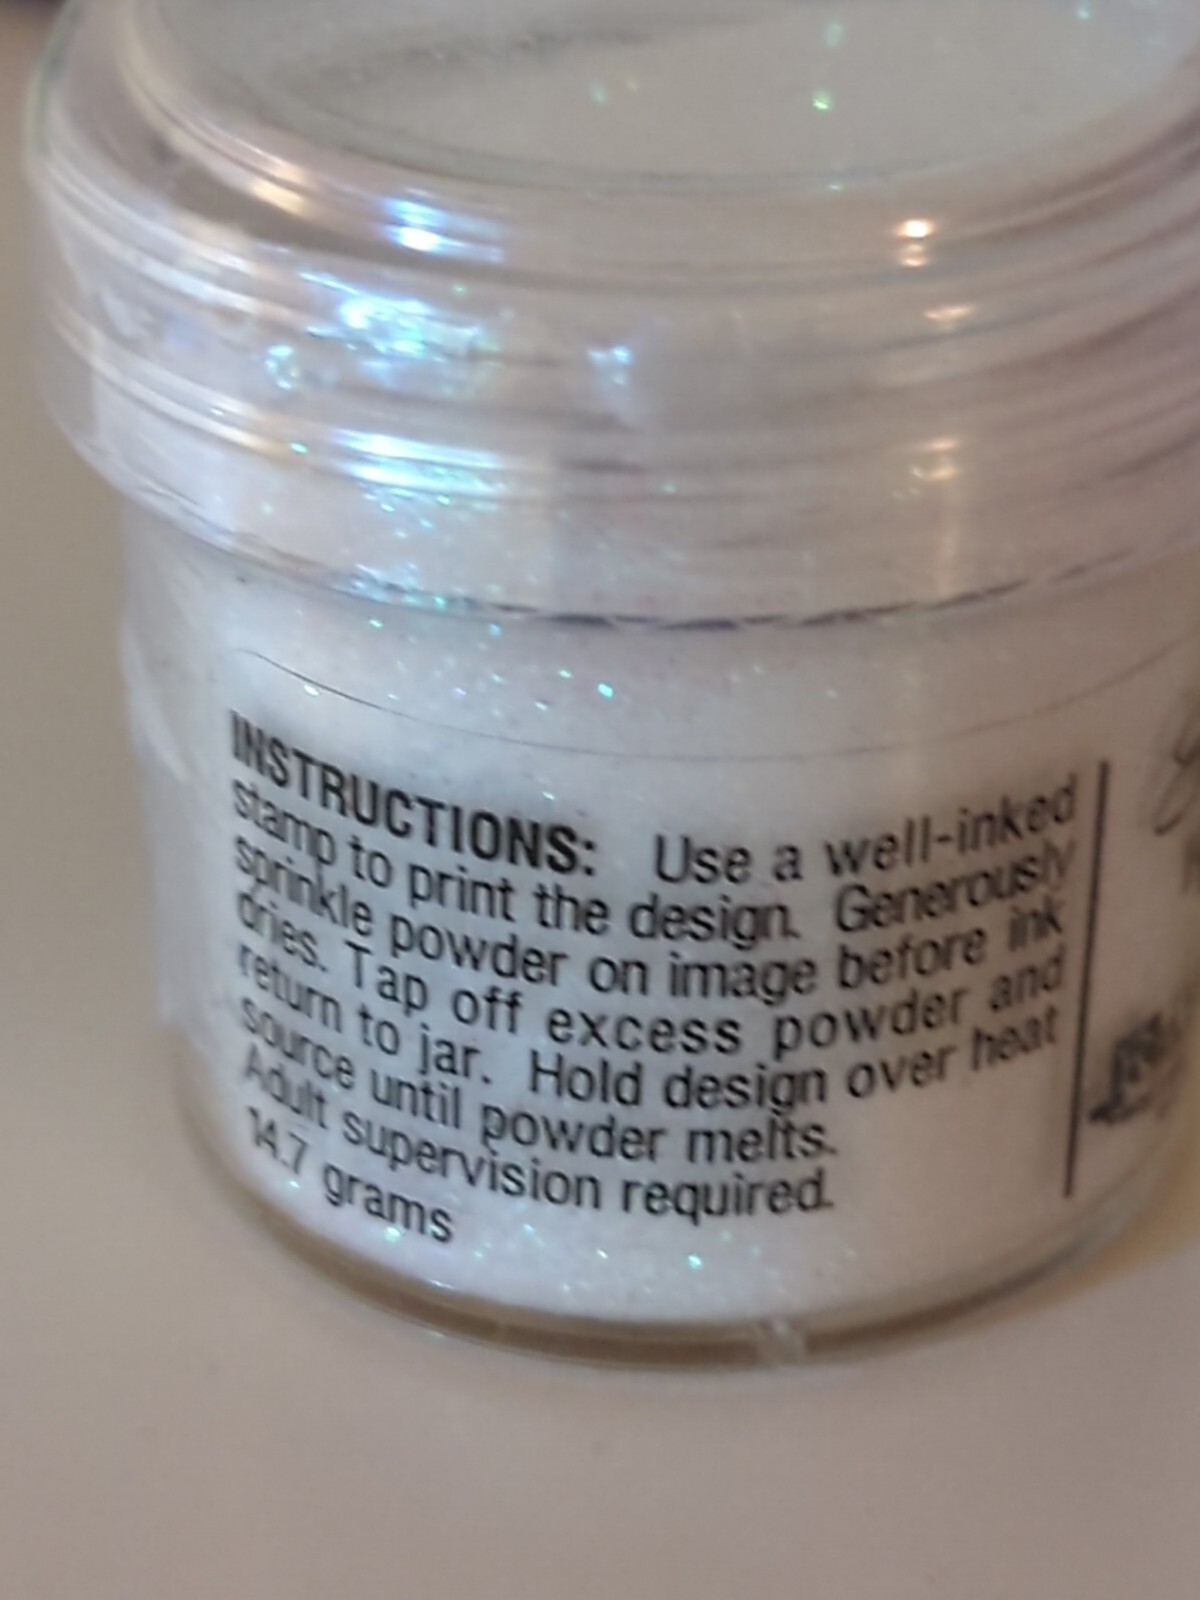 INSTRUCTIONS: Use a well-inked
stamp to print the design. Generously
sprinkle powder on image before ink
dries. Tap off excess powder and
return to jar. Hold design over heat
source until powder melts.
Adult supervision required.
14.7 grams